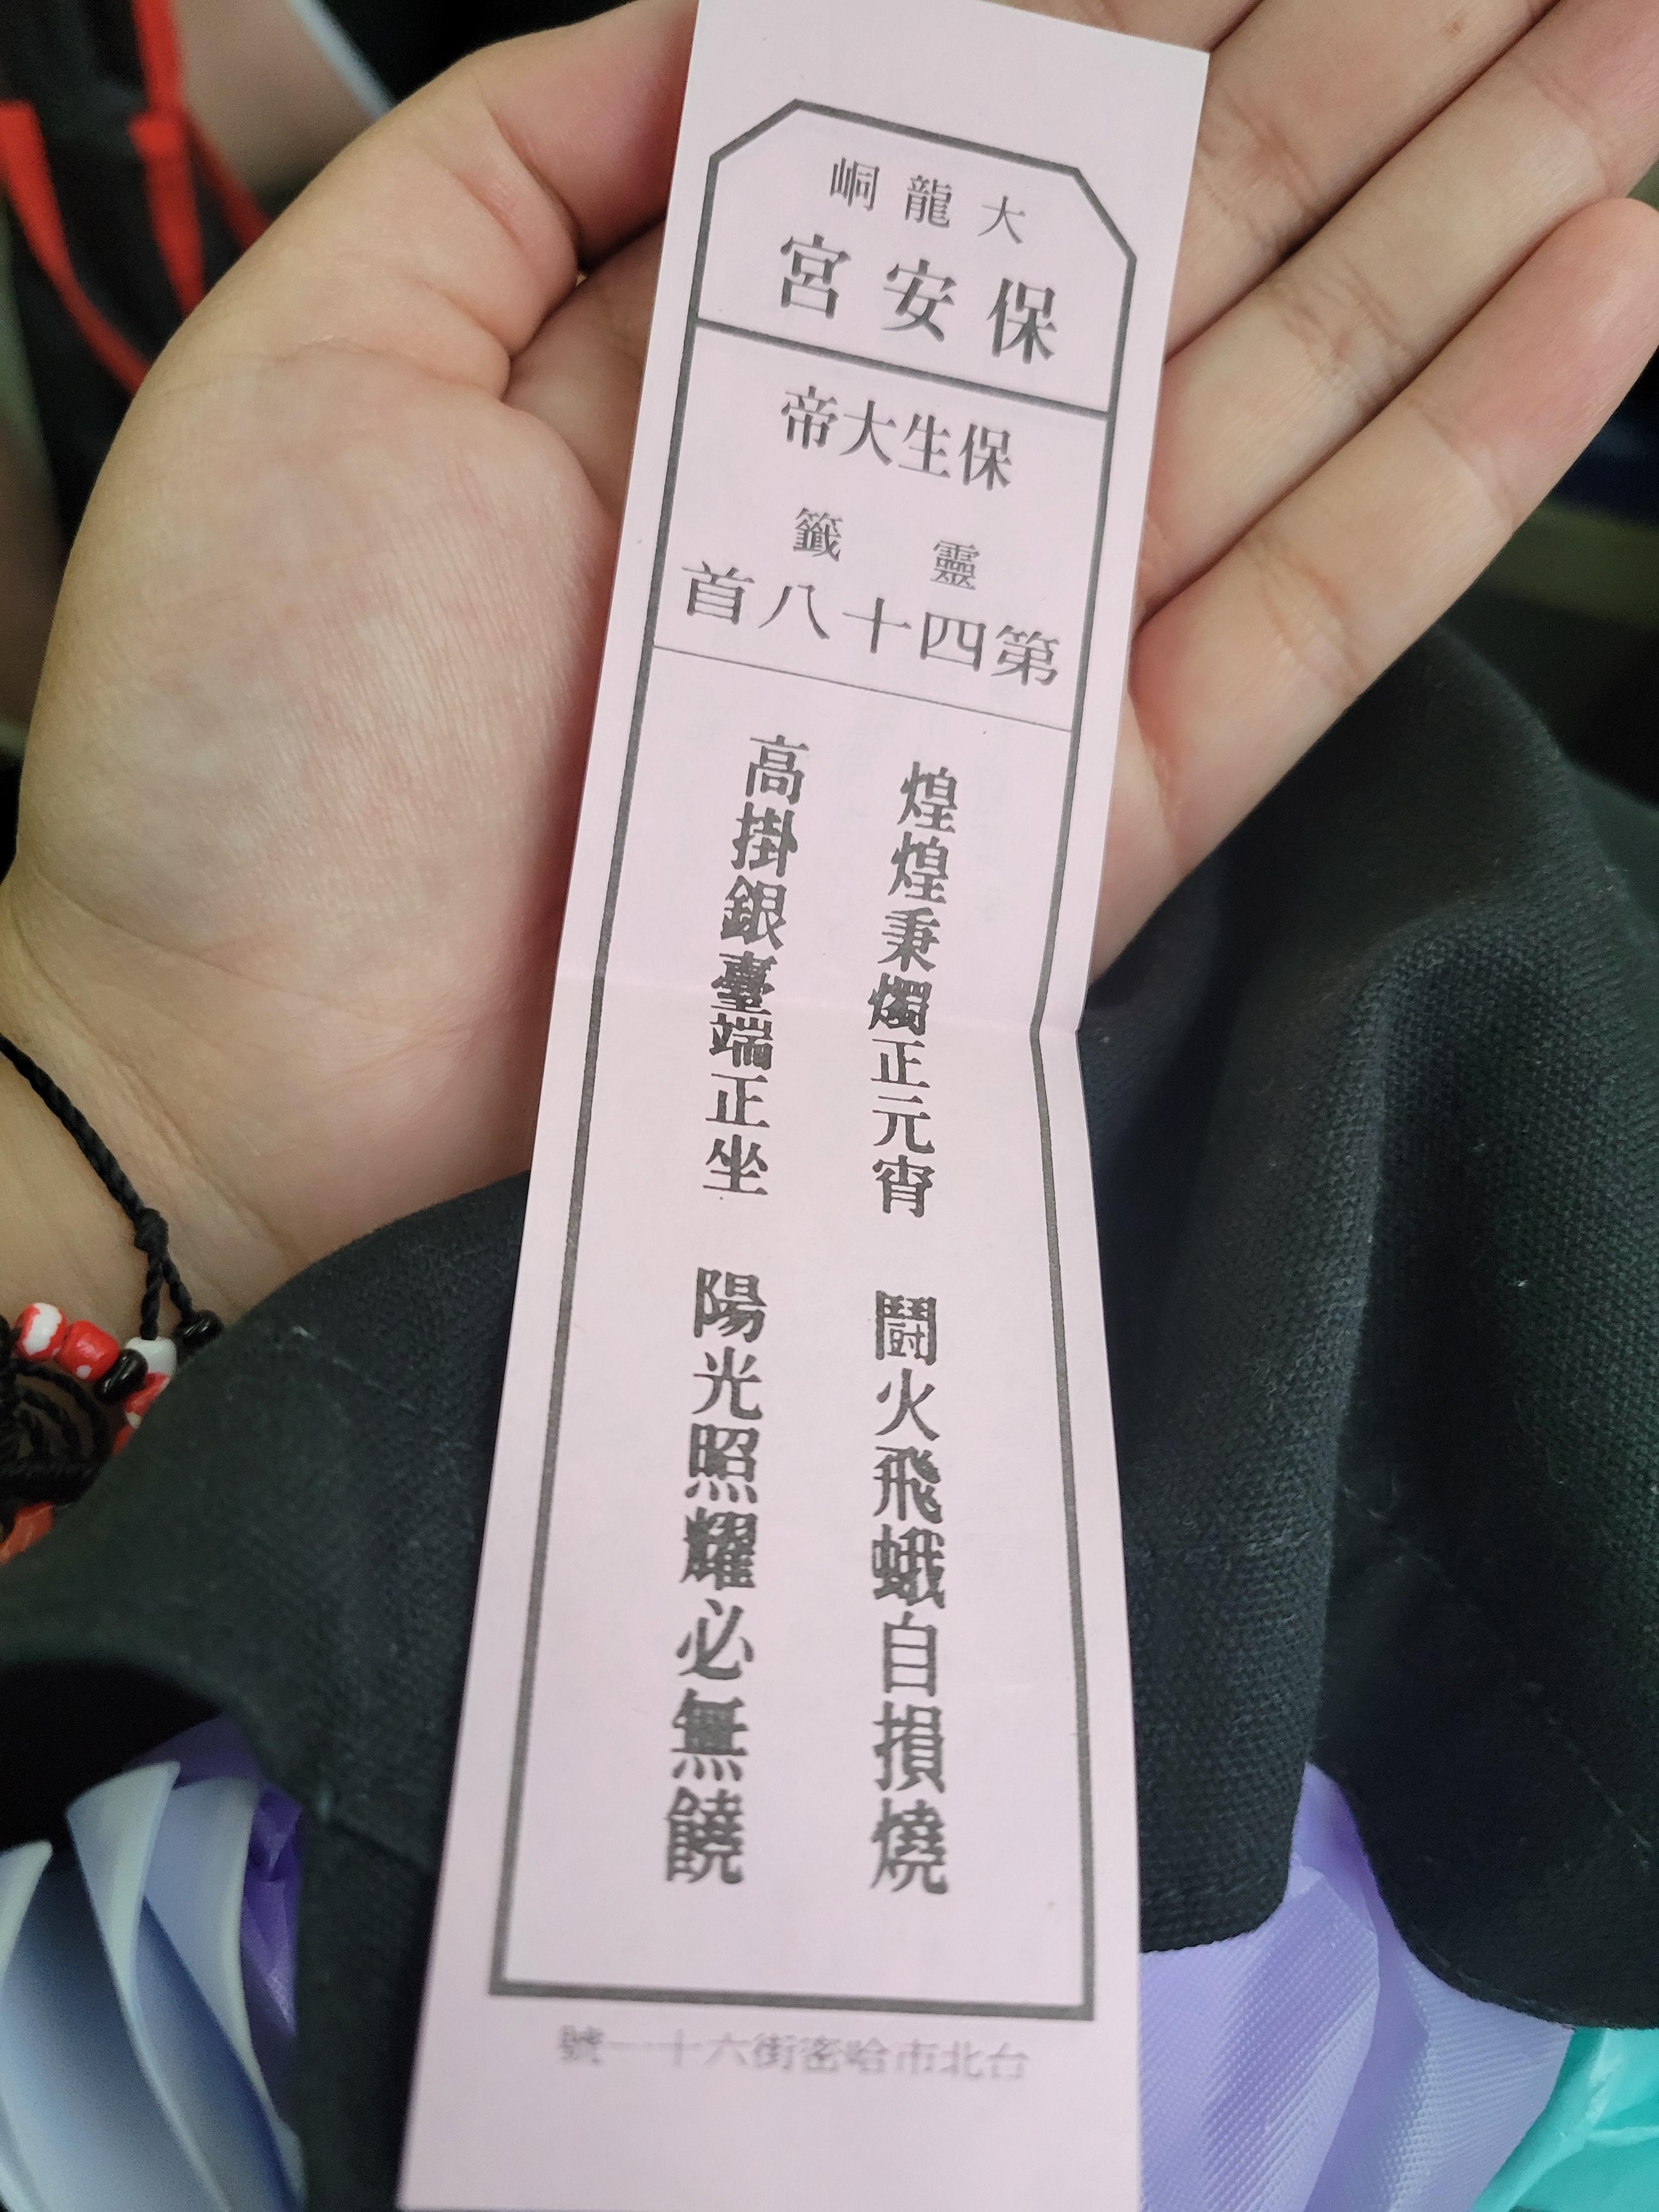 大龍峒
保安宮
保生大帝
靈籤
第四十八首
煌煌秉燭正元宵 鬪火飛蛾自損燒
高掛銀臺端正坐 陽光照耀必無饒
台北市哈密街六十一號